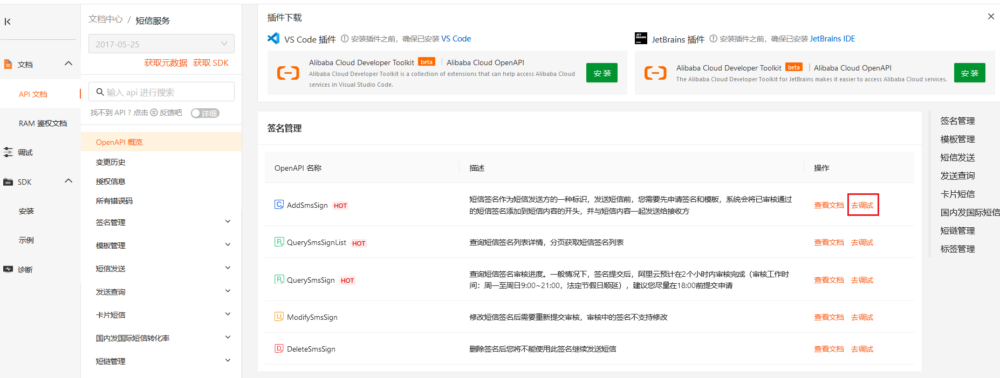 文档
API 文档
RAM 鉴权文档
调试
SDK
安装
示例
诊断
文档中心 / 短信服务
2017-05-25
获取元数据 获取 SDK
输入 api 进行搜索
找不到 API ? 点击 反馈吧 详细
OpenAPI 概览
变更历史
授权信息
所有错误码
签名管理
模板管理
短信发送
发送查询
卡片短信
国内发国际短信转化率
短链管理
插件下载
VS Code 插件 安装插件之前，确保已安装 VS Code
Alibaba Cloud Developer Toolkit beta | Alibaba Cloud OpenAPI
Alibaba Cloud Developer Toolkit is a collection of extensions that can help access Alibaba Cloud
services in Visual Studio Code.
安 装
JET BRAINS JetBrains 插件 安装插件之前，确保已安装 JetBrains IDE
Alibaba Cloud Developer Toolkit beta | Alibaba Cloud OpenAPI
The Alibaba Cloud Developer Toolkit for JetBrains makes it easier to access Alibaba Cloud services.
安 装
签名管理
OpenAPI 名称 描述 操作
C AddSmsSign HOT
短信签名作为短信发送方的一种标识，发送短信前，您需要先申请签名和模板，系统会将已审核通过
的短信签名添加到短信内容的开头，并与短信内容一起发送给接收方
查看文档 去调试
R QuerySmsSignList HOT 查询短信签名列表详情，分页获取短信签名列表 查看文档 去调试
R QuerySmsSign HOT
查询短信签名审核进度。一般情况下，签名提交后，阿里云预计在2个小时内审核完成（审核工作时
间：周一至周日9:00~21:00，法定节假日顺延），建议您尽量在18:00前提交申请
查看文档 去调试
U ModifySmsSign 修改短信签名后需要重新提交审核，审核中的签名不支持修改 查看文档 去调试
D DeleteSmsSign 删除签名后您将不能使用此签名继续发送短信 查看文档 去调试
签名管理
模板管理
短信发送
发送查询
卡片短信
国内发国际短信
短链管理
标签管理